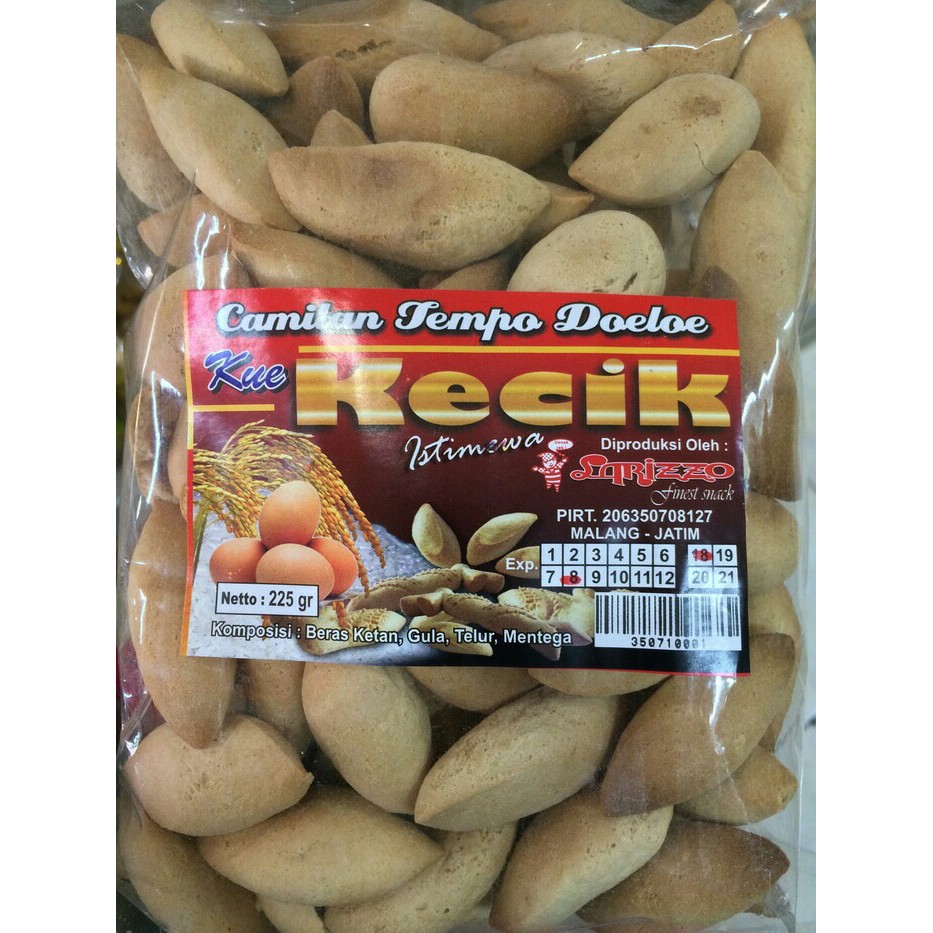 Camilan Tempo Doeloe
Kue Kecik
Istimewa
Diproduksi Oleh :
LATRIZZO
Finest snack
PIRT. 206350708127
MALANG - JATIM
Exp. 1 2 3 4 5 6 18 19
7 8 9 10 11 12 20 21
Netto : 225 gr
Komposisi : Beras Ketan, Gula, Telur, Mentega
350710001